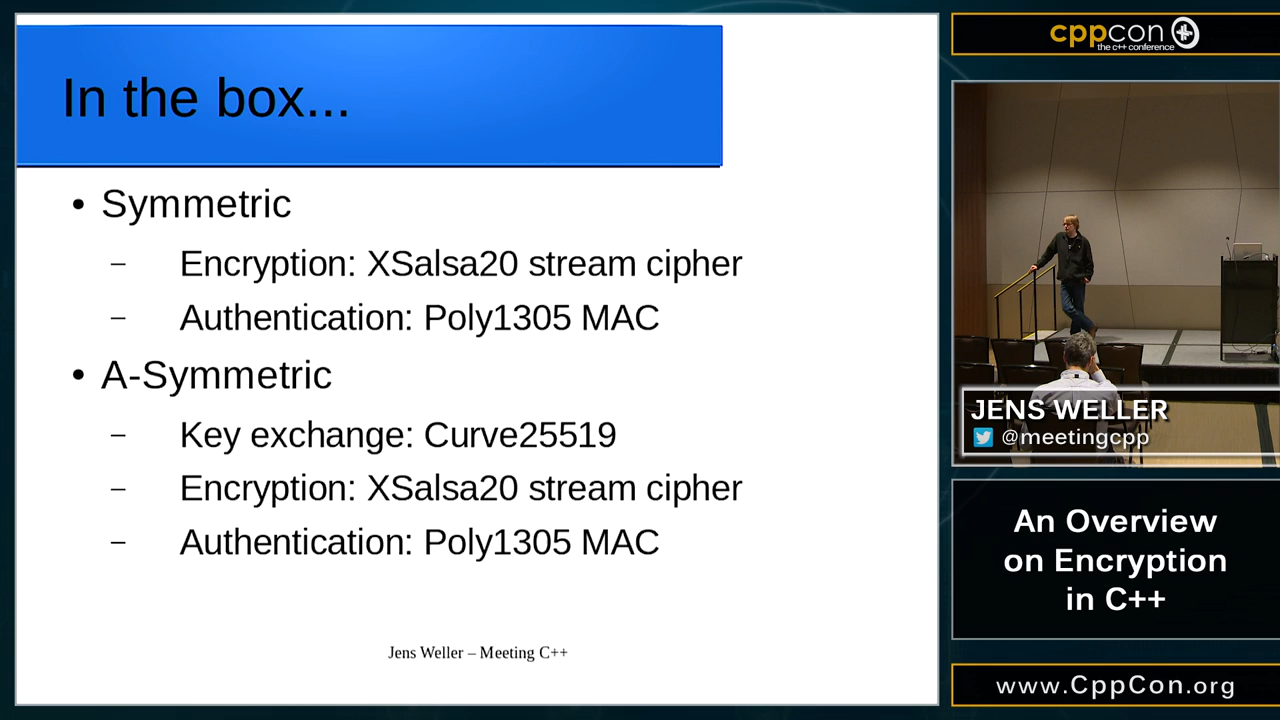 In the box...
• Symmetric
– Encryption: XSalsa20 stream cipher
– Authentication: Poly1305 MAC
• A-Symmetric
– Key exchange: Curve25519
– Encryption: XSalsa20 stream cipher
– Authentication: Poly1305 MAC
Jens Weller – Meeting C++
cppcon
the c++ conference
JENS WELLER
@meetingcpp
An Overview
on Encryption
in C++
www.CppCon.org